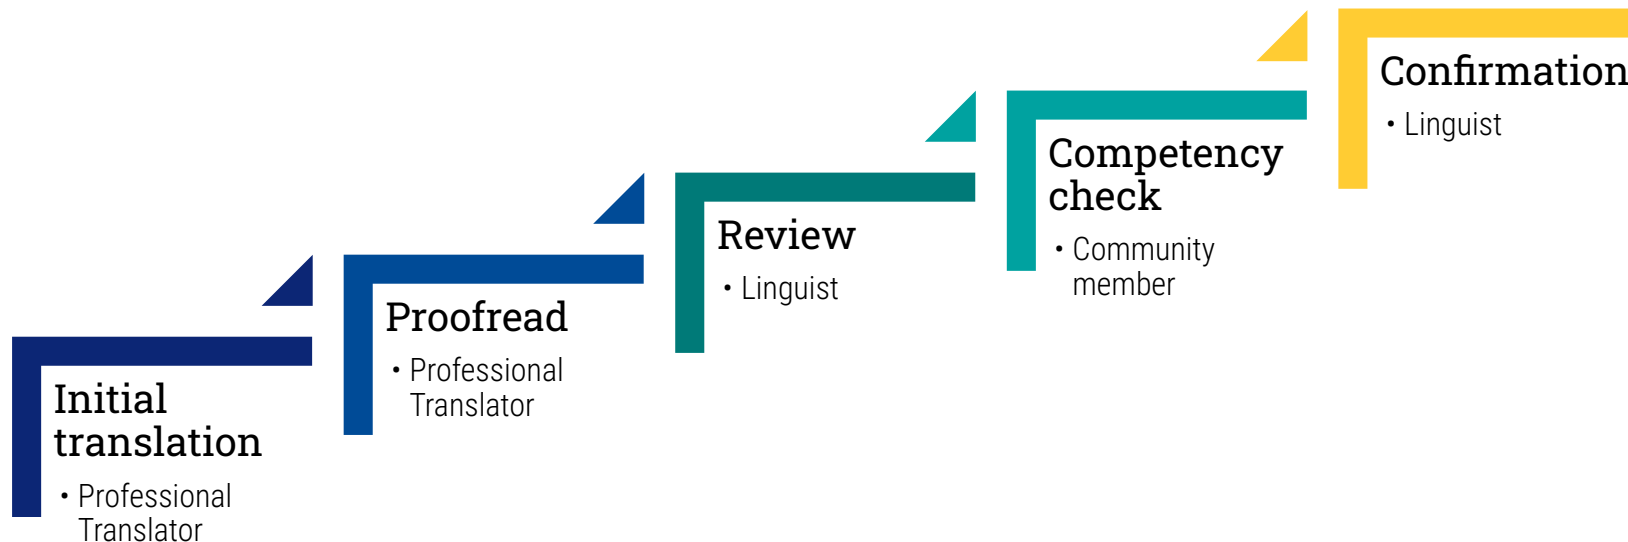 Initial
translation
• Professional
Translator
Proofread
• Professional
Translator
Review
• Linguist
Competency
check
• Community
member
Confirmation
• Linguist